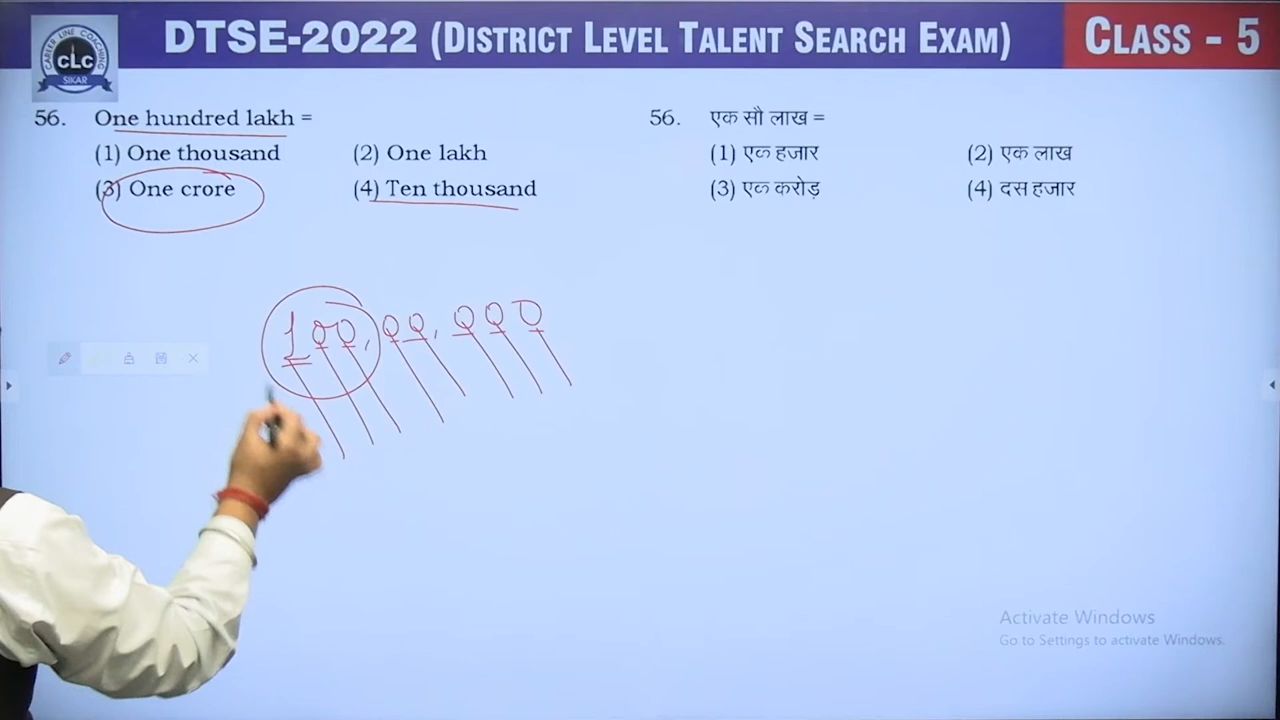 DTSE-2022 (DISTRICT LEVEL TALENT SEARCH EXAM)
CLASS - 5
CAREER LINE COACHING
CLC
SIKAR
56. One hundred lakh =
(1) One thousand (2) One lakh
(3) One crore (4) Ten thousand
56. एक सौ लाख =
(1) एक हजार (2) एक लाख
(3) एक करोड़ (4) दस हजार
100,00,000
Activate Windows
Go to Settings to activate Windows.